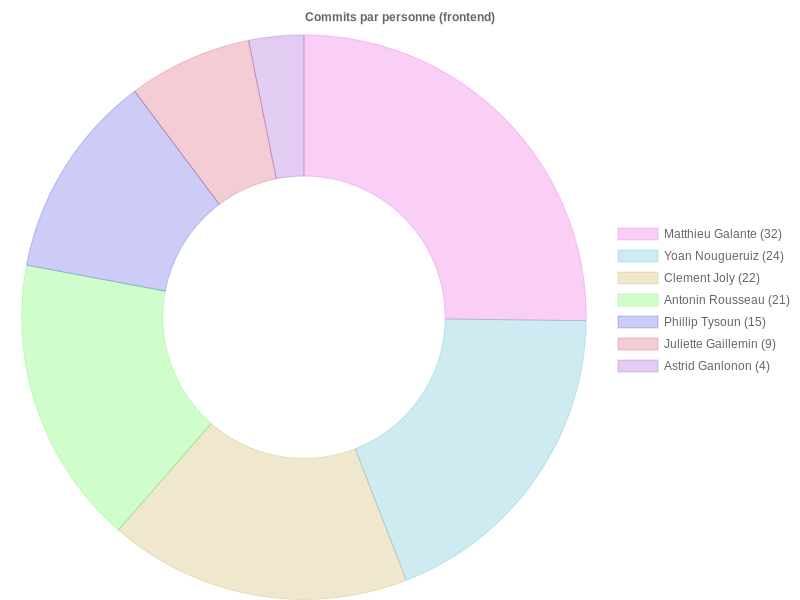 Commits par personne (frontend)
Matthieu Galante (32)
Yoan Nougueruiz (24)
Clement Joly (22)
Antonin Rousseau (21)
Phillip Tysoun (15)
Juliette Gaillemin (9)
Astrid Ganlonon (4)